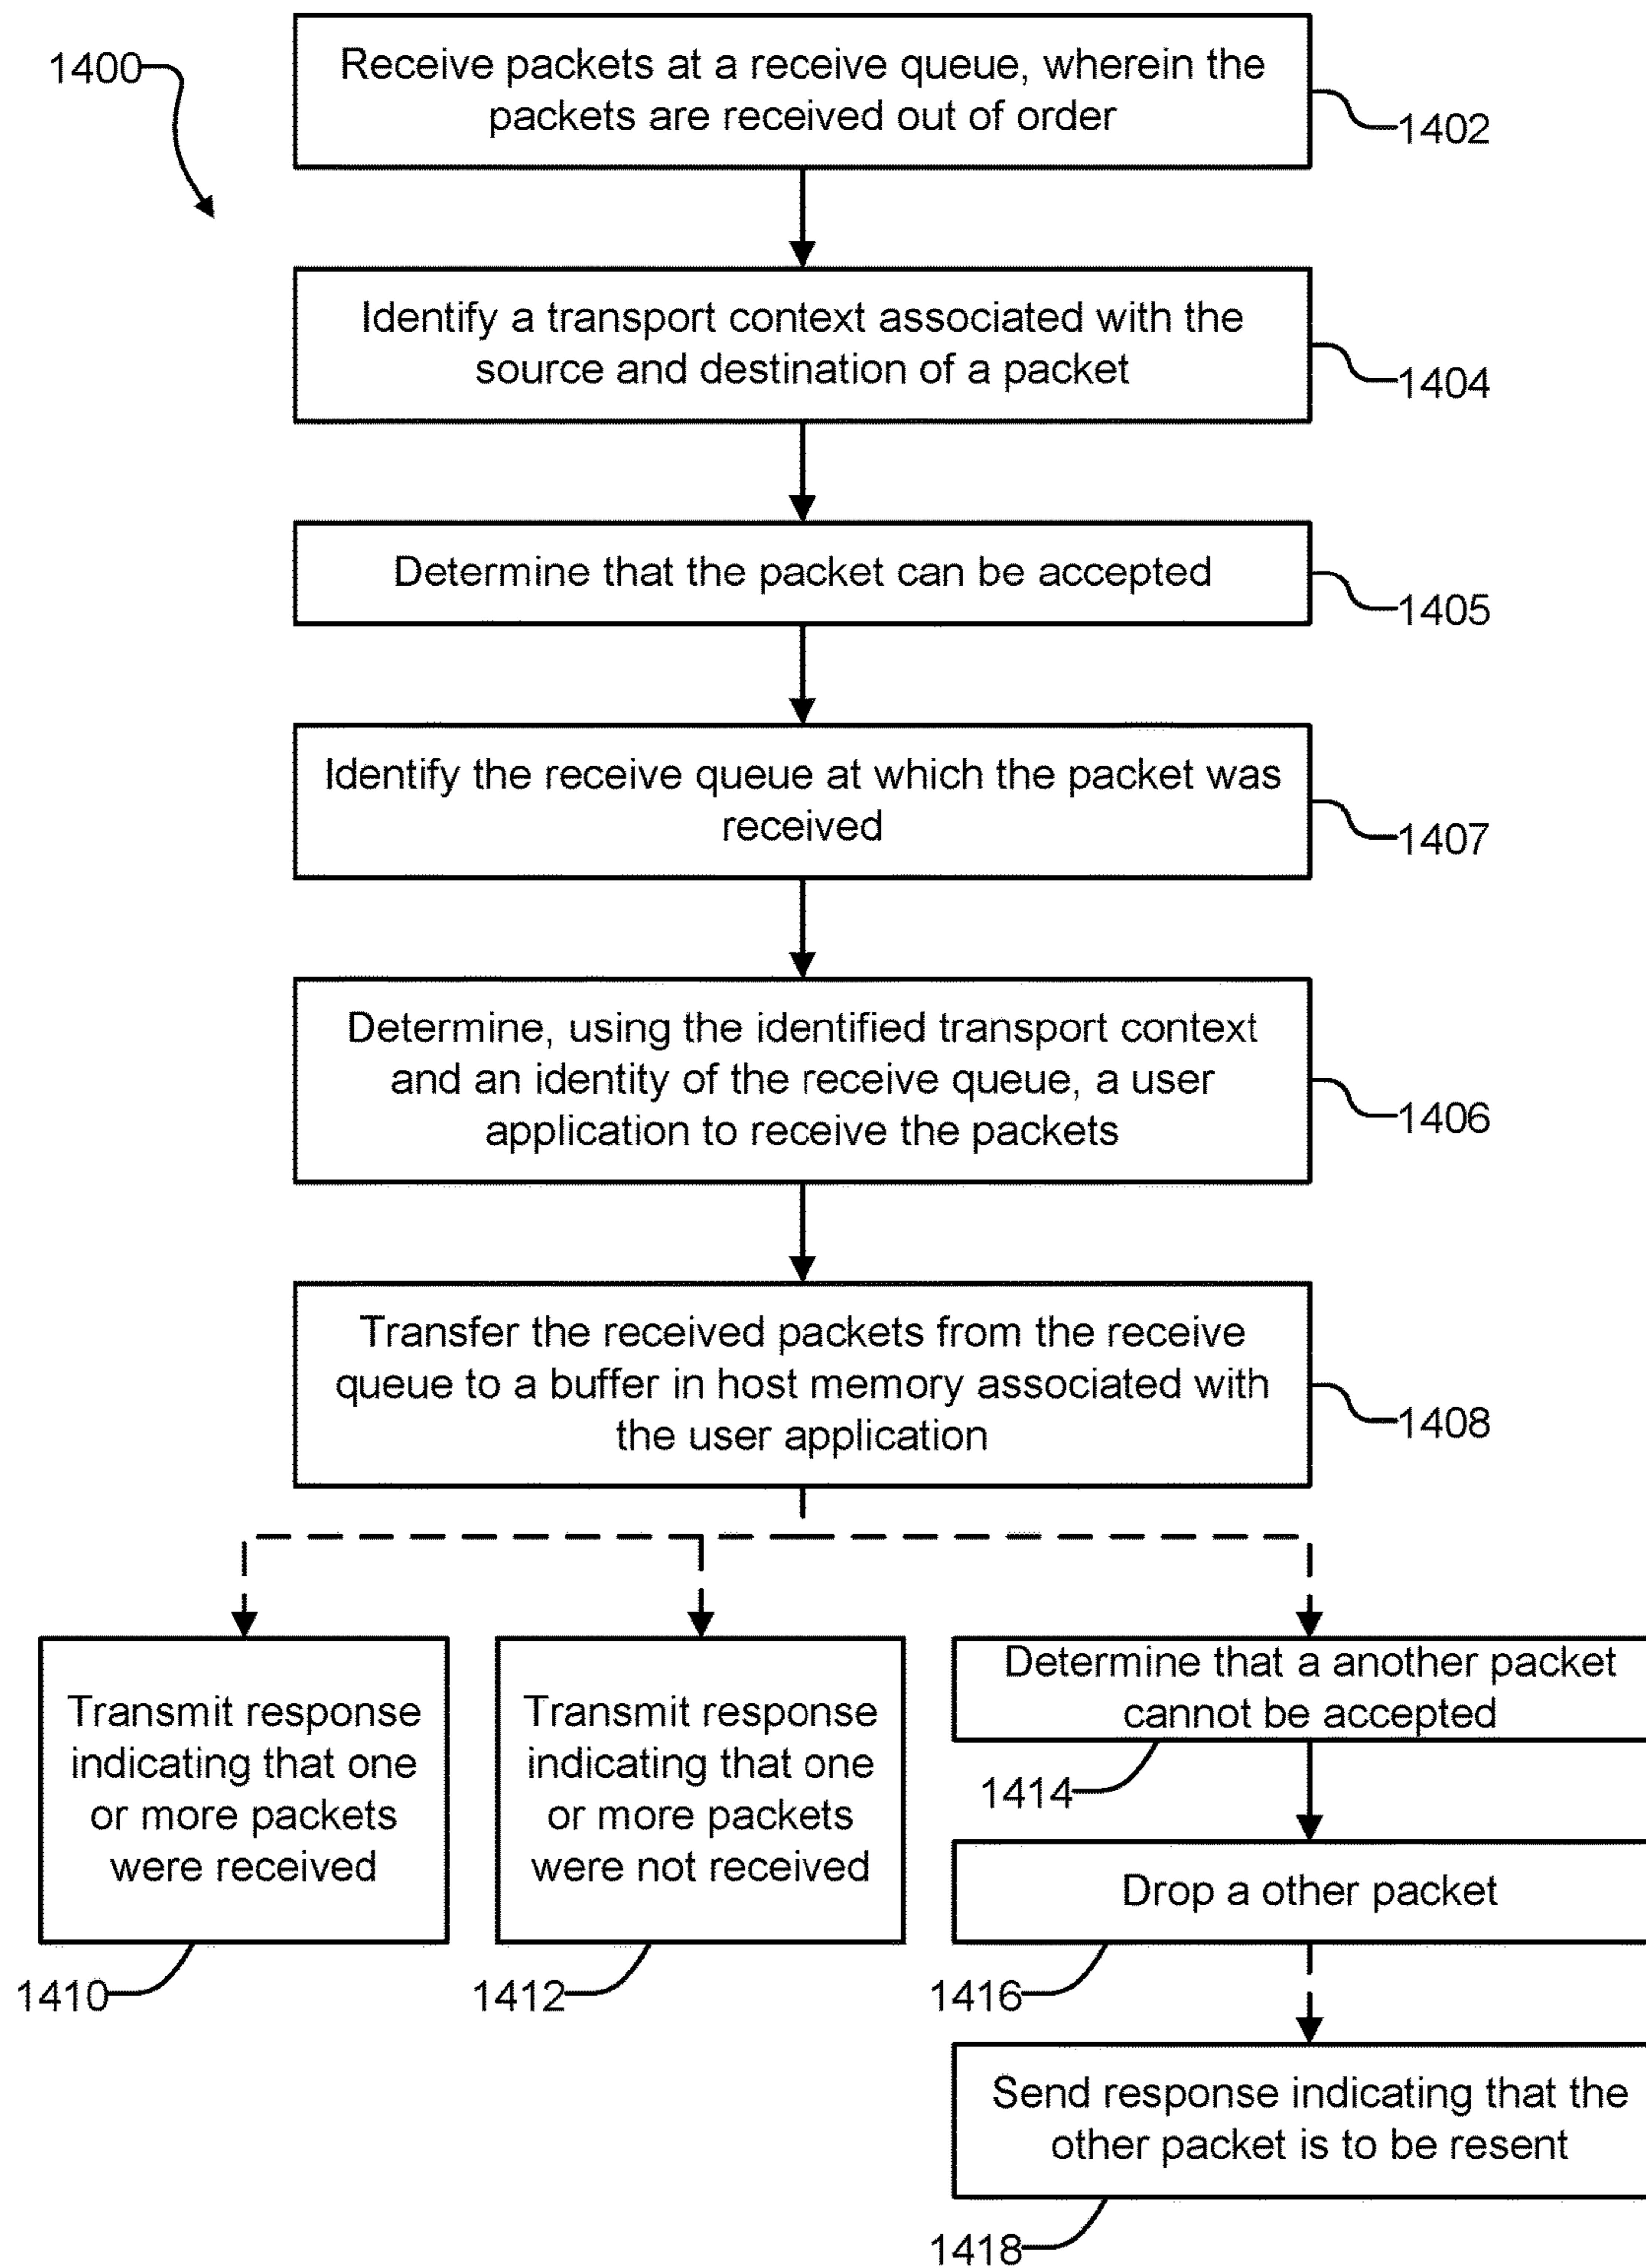 1400
Receive packets at a receive queue, wherein the
packets are received out of order
1402
Identify a transport context associated with the
source and destination of a packet
1404
Determine that the packet can be accepted
1405
Identify the receive queue at which the packet was
received
1407
Determine, using the identified transport context
and an identity of the receive queue, a user
application to receive the packets
1406
Transfer the received packets from the receive
queue to a buffer in host memory associated with
the user application
1408
Transmit response
indicating that one
or more packets
were received
1410
Transmit response
indicating that one
or more packets
were not received
1412
Determine that a another packet
cannot be accepted
1414
Drop a other packet
1416
Send response indicating that the
other packet is to be resent
1418